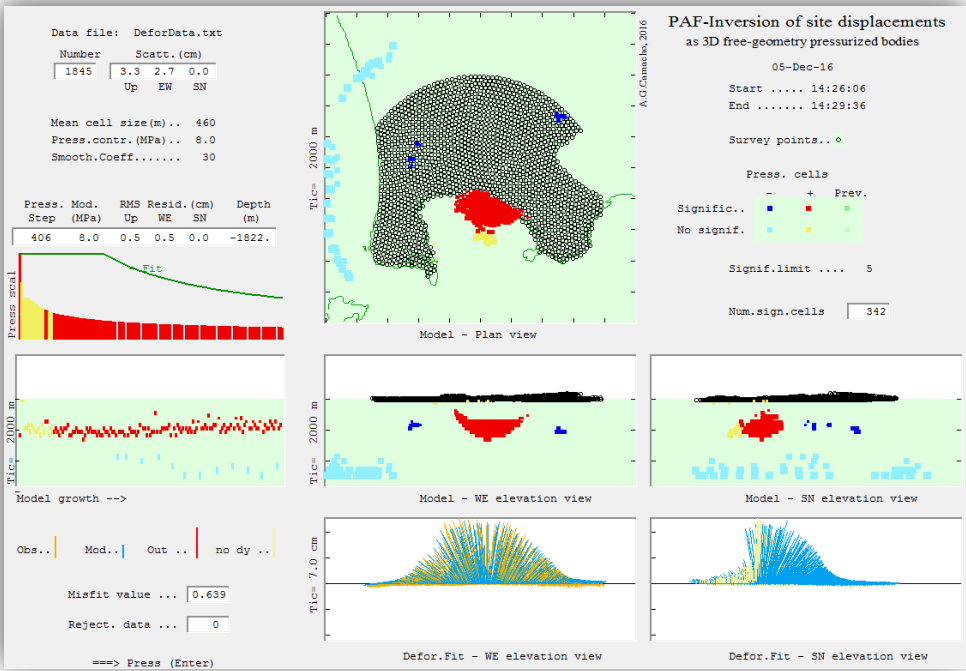 PAF-Inversion of site displacements
as 3D free-geometry pressurized bodies
05-Dec-16
Start ..... 14:26:06
End ....... 14:29:36
Data file: DeforData.txt
Number Scatt.(cm)
1845 3.3 2.7 0.0
Up EW SN
Mean cell size(m).. 460
Press.contr.(MPa).. 8.0
Smooth.Coeff....... 30
Press. Mod. RMS Resid.(cm) Depth
Step (MPa) Up WE SN (m)
406 8.0 0.5 0.5 0.0 -1822.
Fit
Press scal
Tic= 2000 m
A.G.Camacho, 2016
Model - Plan view
Survey points..
Press. cells
- + Prev.
Signific..
No signif.
Signif.limit .... 5
Num.sign.cells 342
Tic= 2000 m
Model growth -->
Tic= 2000 m
Model - WE elevation view
Model - SN elevation view
Obs.. Mod.. Out .. no dy ..
Misfit value ... 0.639
Reject. data ... 0
===> Press (Enter)
Tic= 7.0 cm
Defor.Fit - WE elevation view
Defor.Fit - SN elevation view